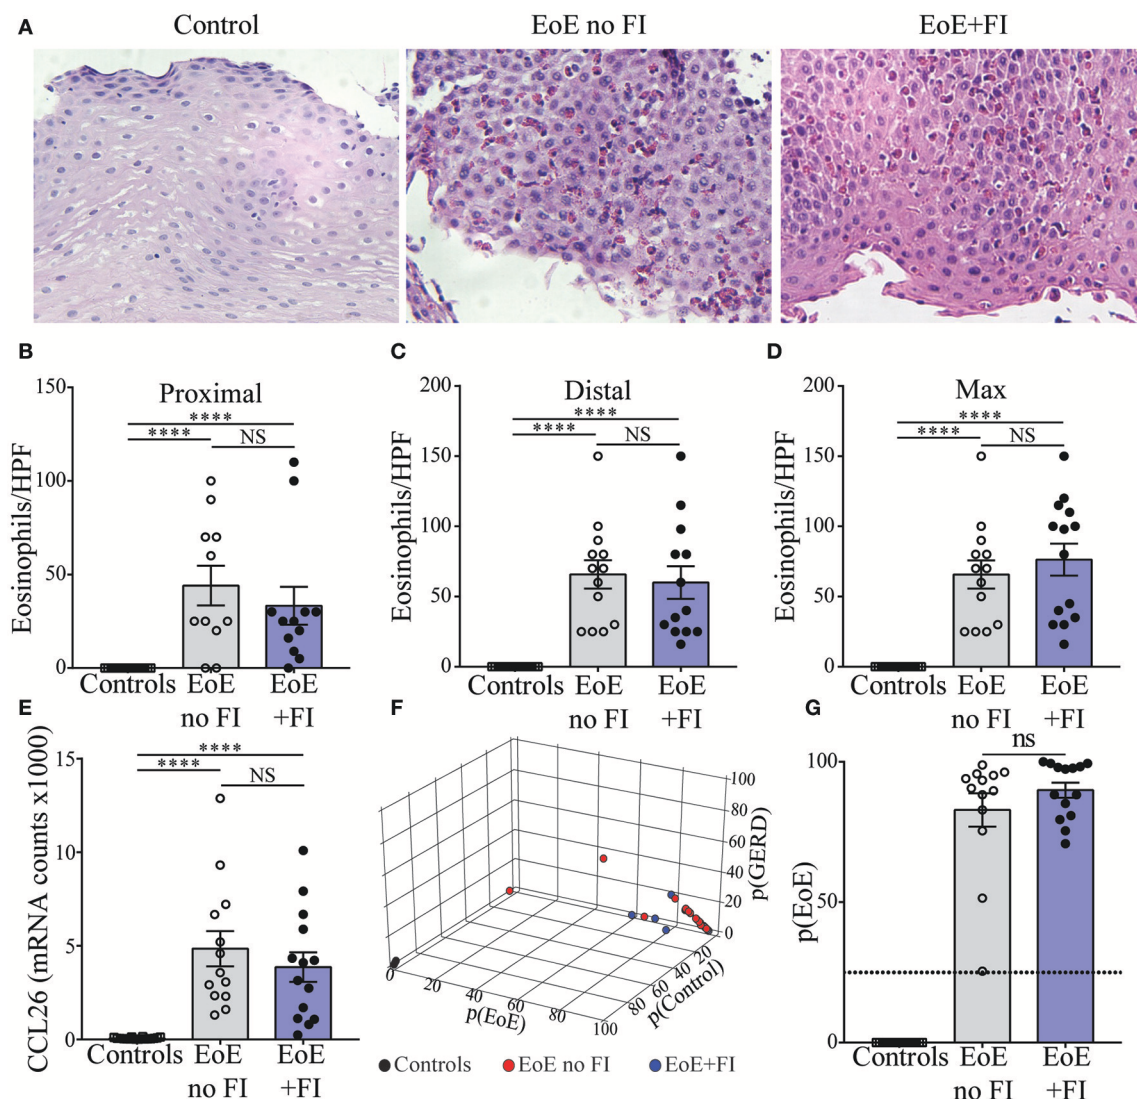 A
Control
EoE no FI
EoE+FI
B
Proximal
Eosinophils/HPF
150
100
50
0
****
****
NS
Controls
EoE
no FI
EoE
+FI
C
Distal
Eosinophils/HPF
200
150
100
50
0
****
****
NS
Controls
EoE
no FI
EoE
+FI
D
Max
Eosinophils/HPF
200
150
100
50
0
****
****
NS
Controls
EoE
no FI
EoE
+FI
E
CCL26 (mRNA counts x1000)
15
10
5
0
****
****
NS
Controls
EoE
no FI
EoE
+FI
F
100
80
60
40
20
0
p(GERD)
0
20
40
60
80
100
p(EoE)
20
40
60
80
p(Control)
Controls
EoE no FI
EoE+FI
G
p(EoE)
100
50
0
ns
Controls
EoE
no FI
EoE
+FI